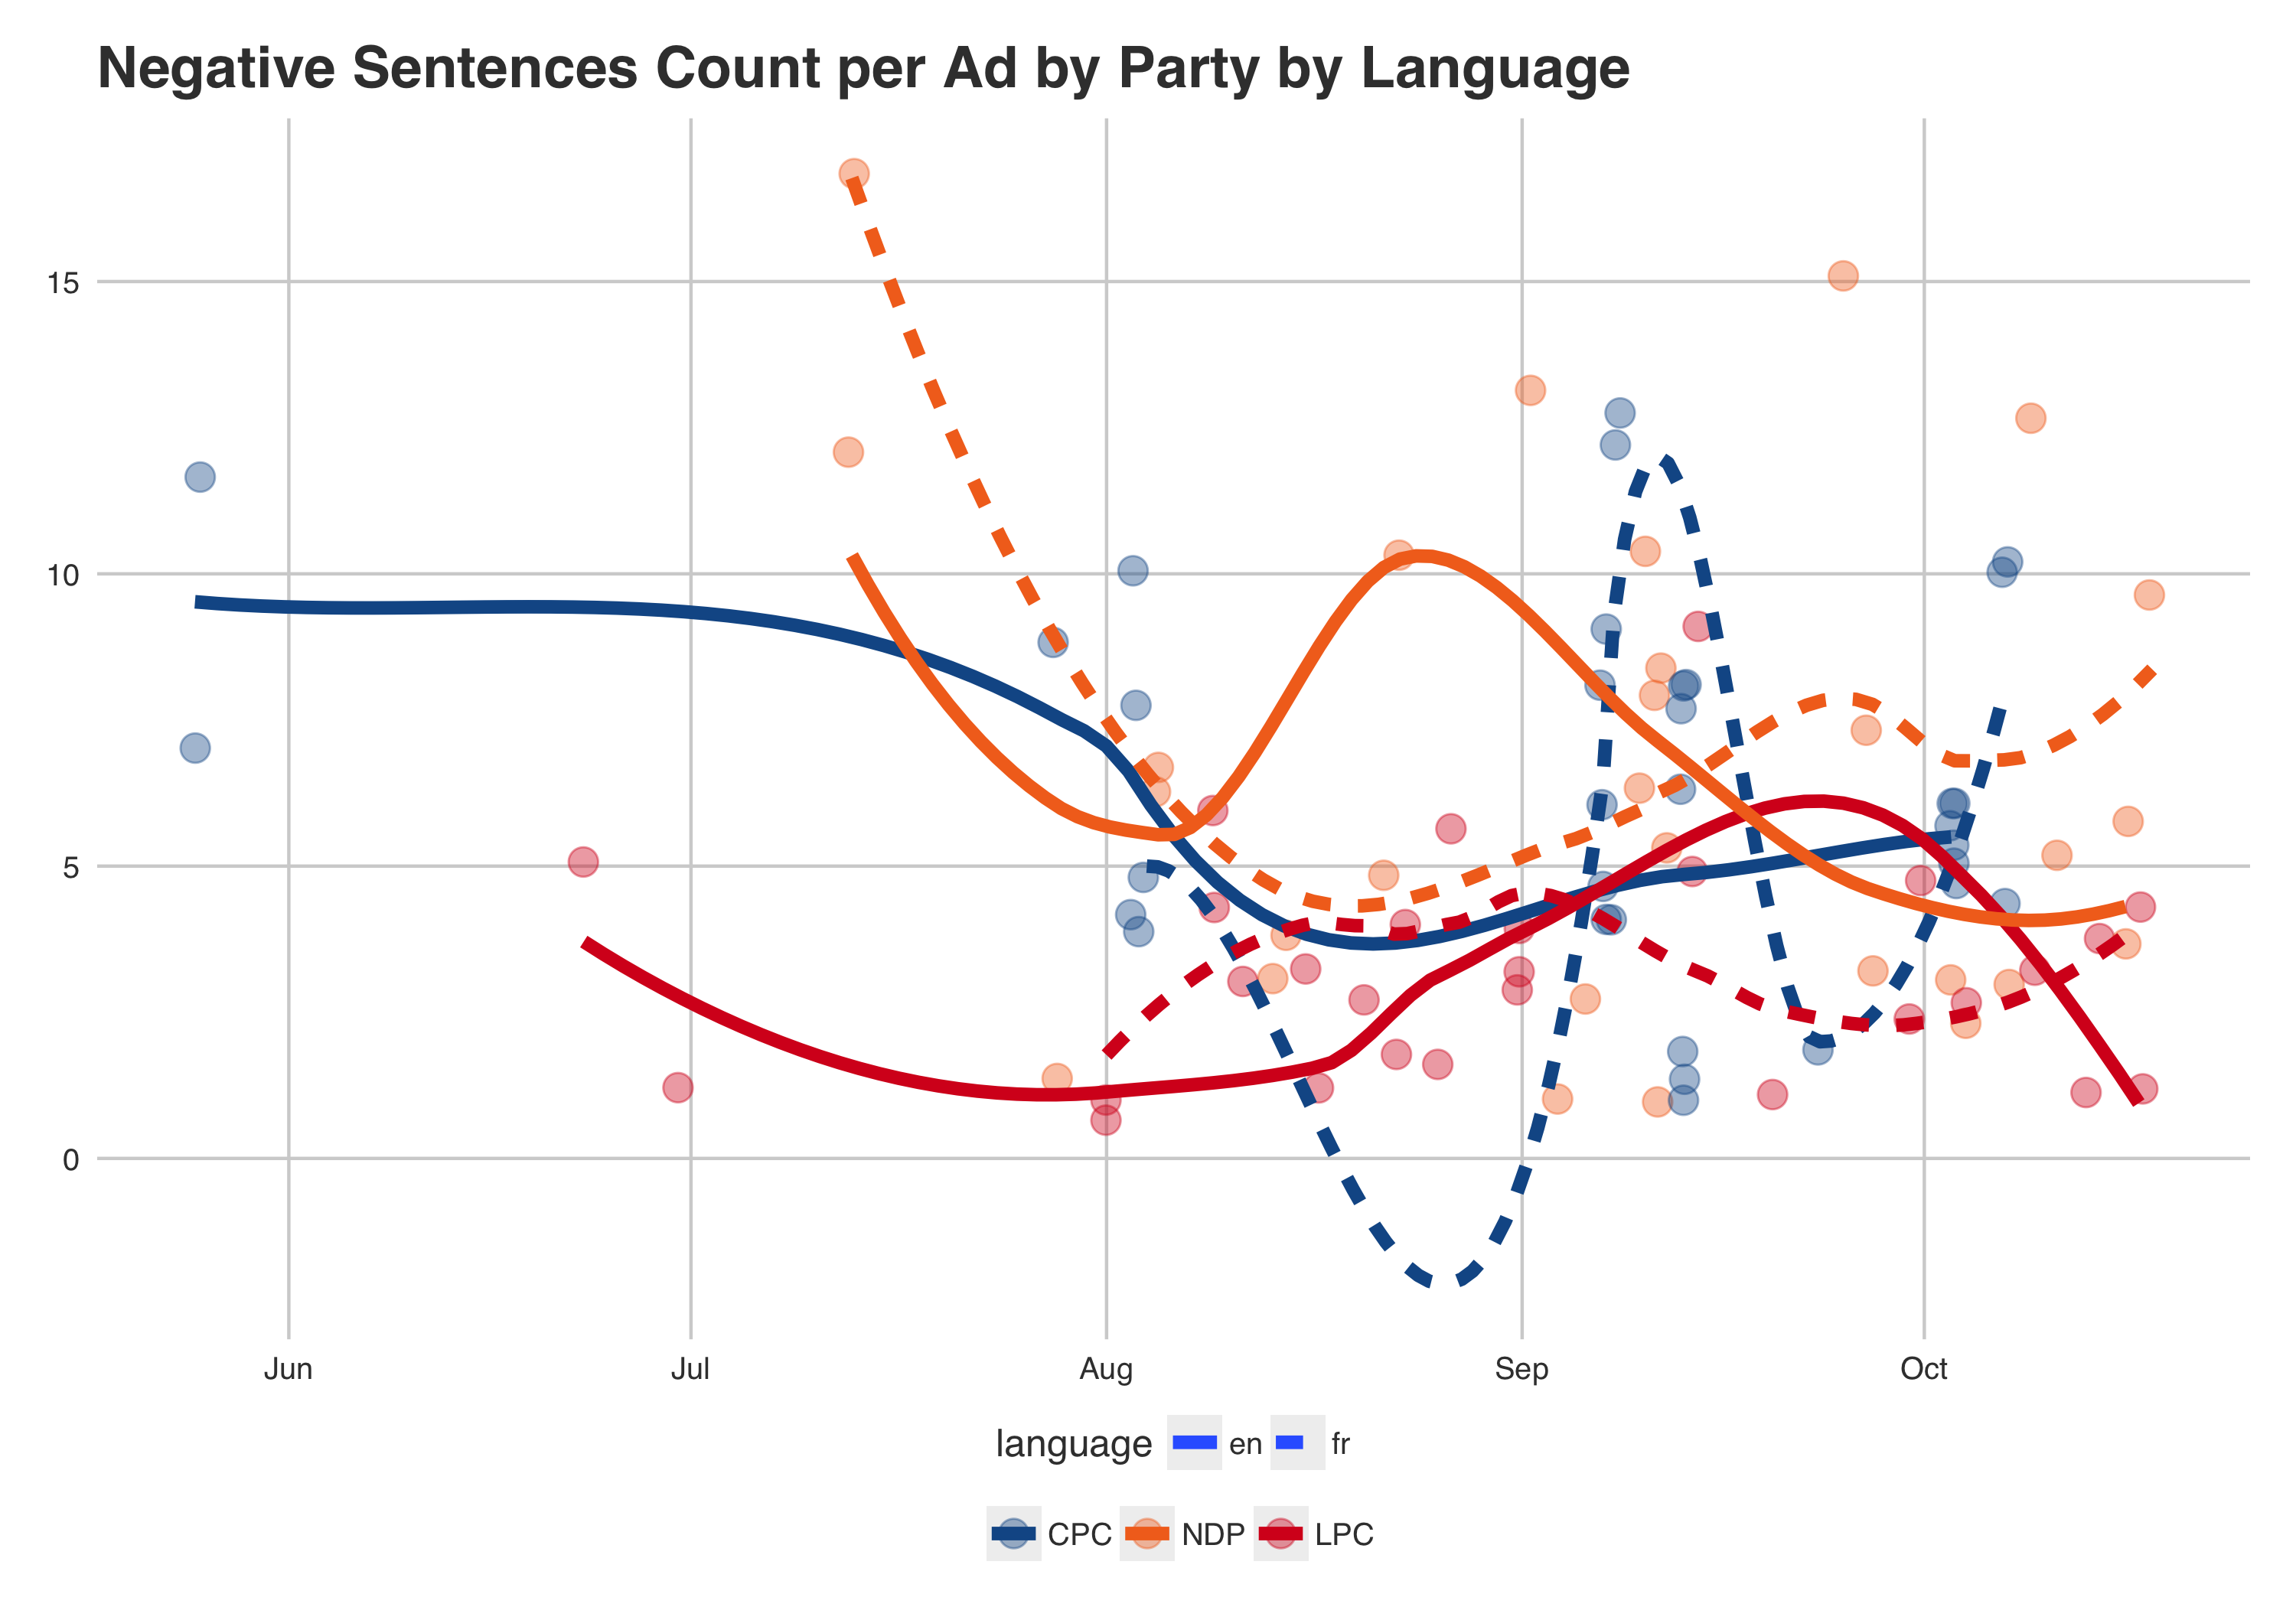 Negative Sentences Count per Ad by Party by Language
15
10
5
0
Jun Jul Aug Sep Oct
language en fr
CPC NDP LPC